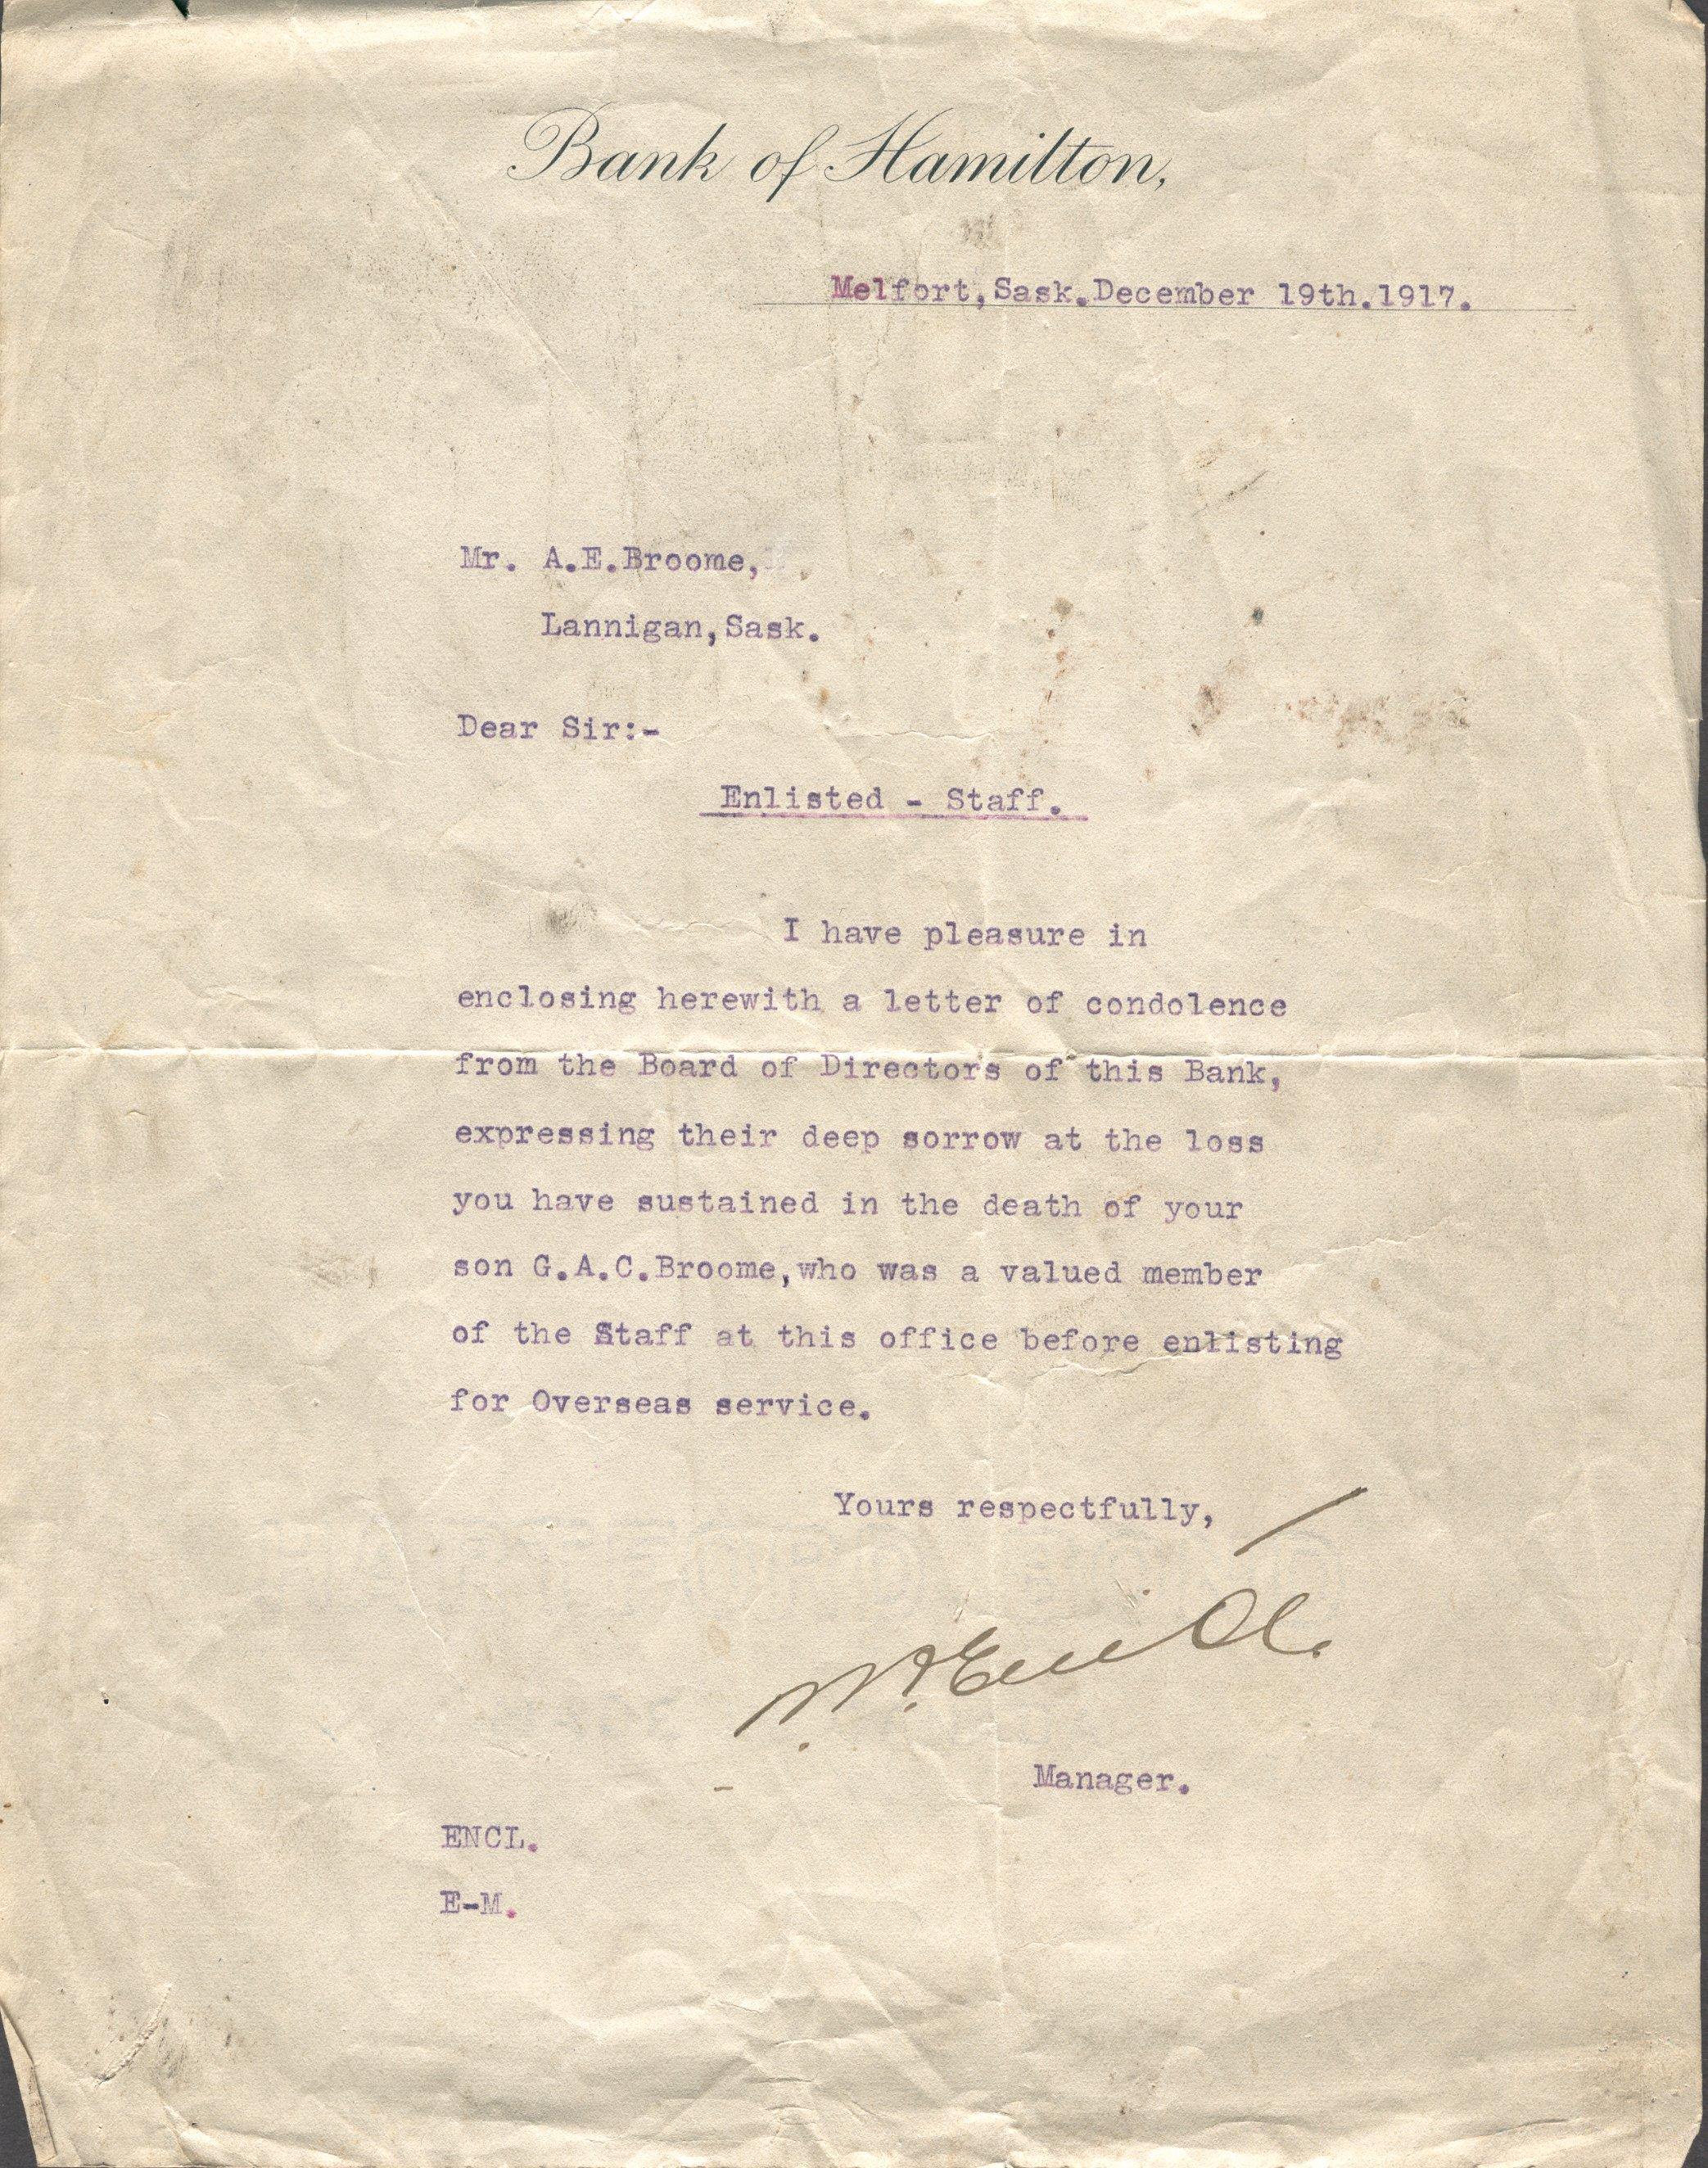 Bank of Hamilton,
Melfort, Sask. December 19th. 1917.
Mr. A.E.Broome,
Lannigan, Sask.
Dear Sir:-
Enlisted - Staff.
I have pleasure in
enclosing herewith a letter of condolence
from the Board of Directors of this Bank,
expressing their deep sorrow at the loss
you have sustained in the death of your
son G.A.C.Broome, who was a valued member
of the Staff at this office before enlisting
for Overseas service.
Yours respectfully,
Manager.
ENCL.
E-M.